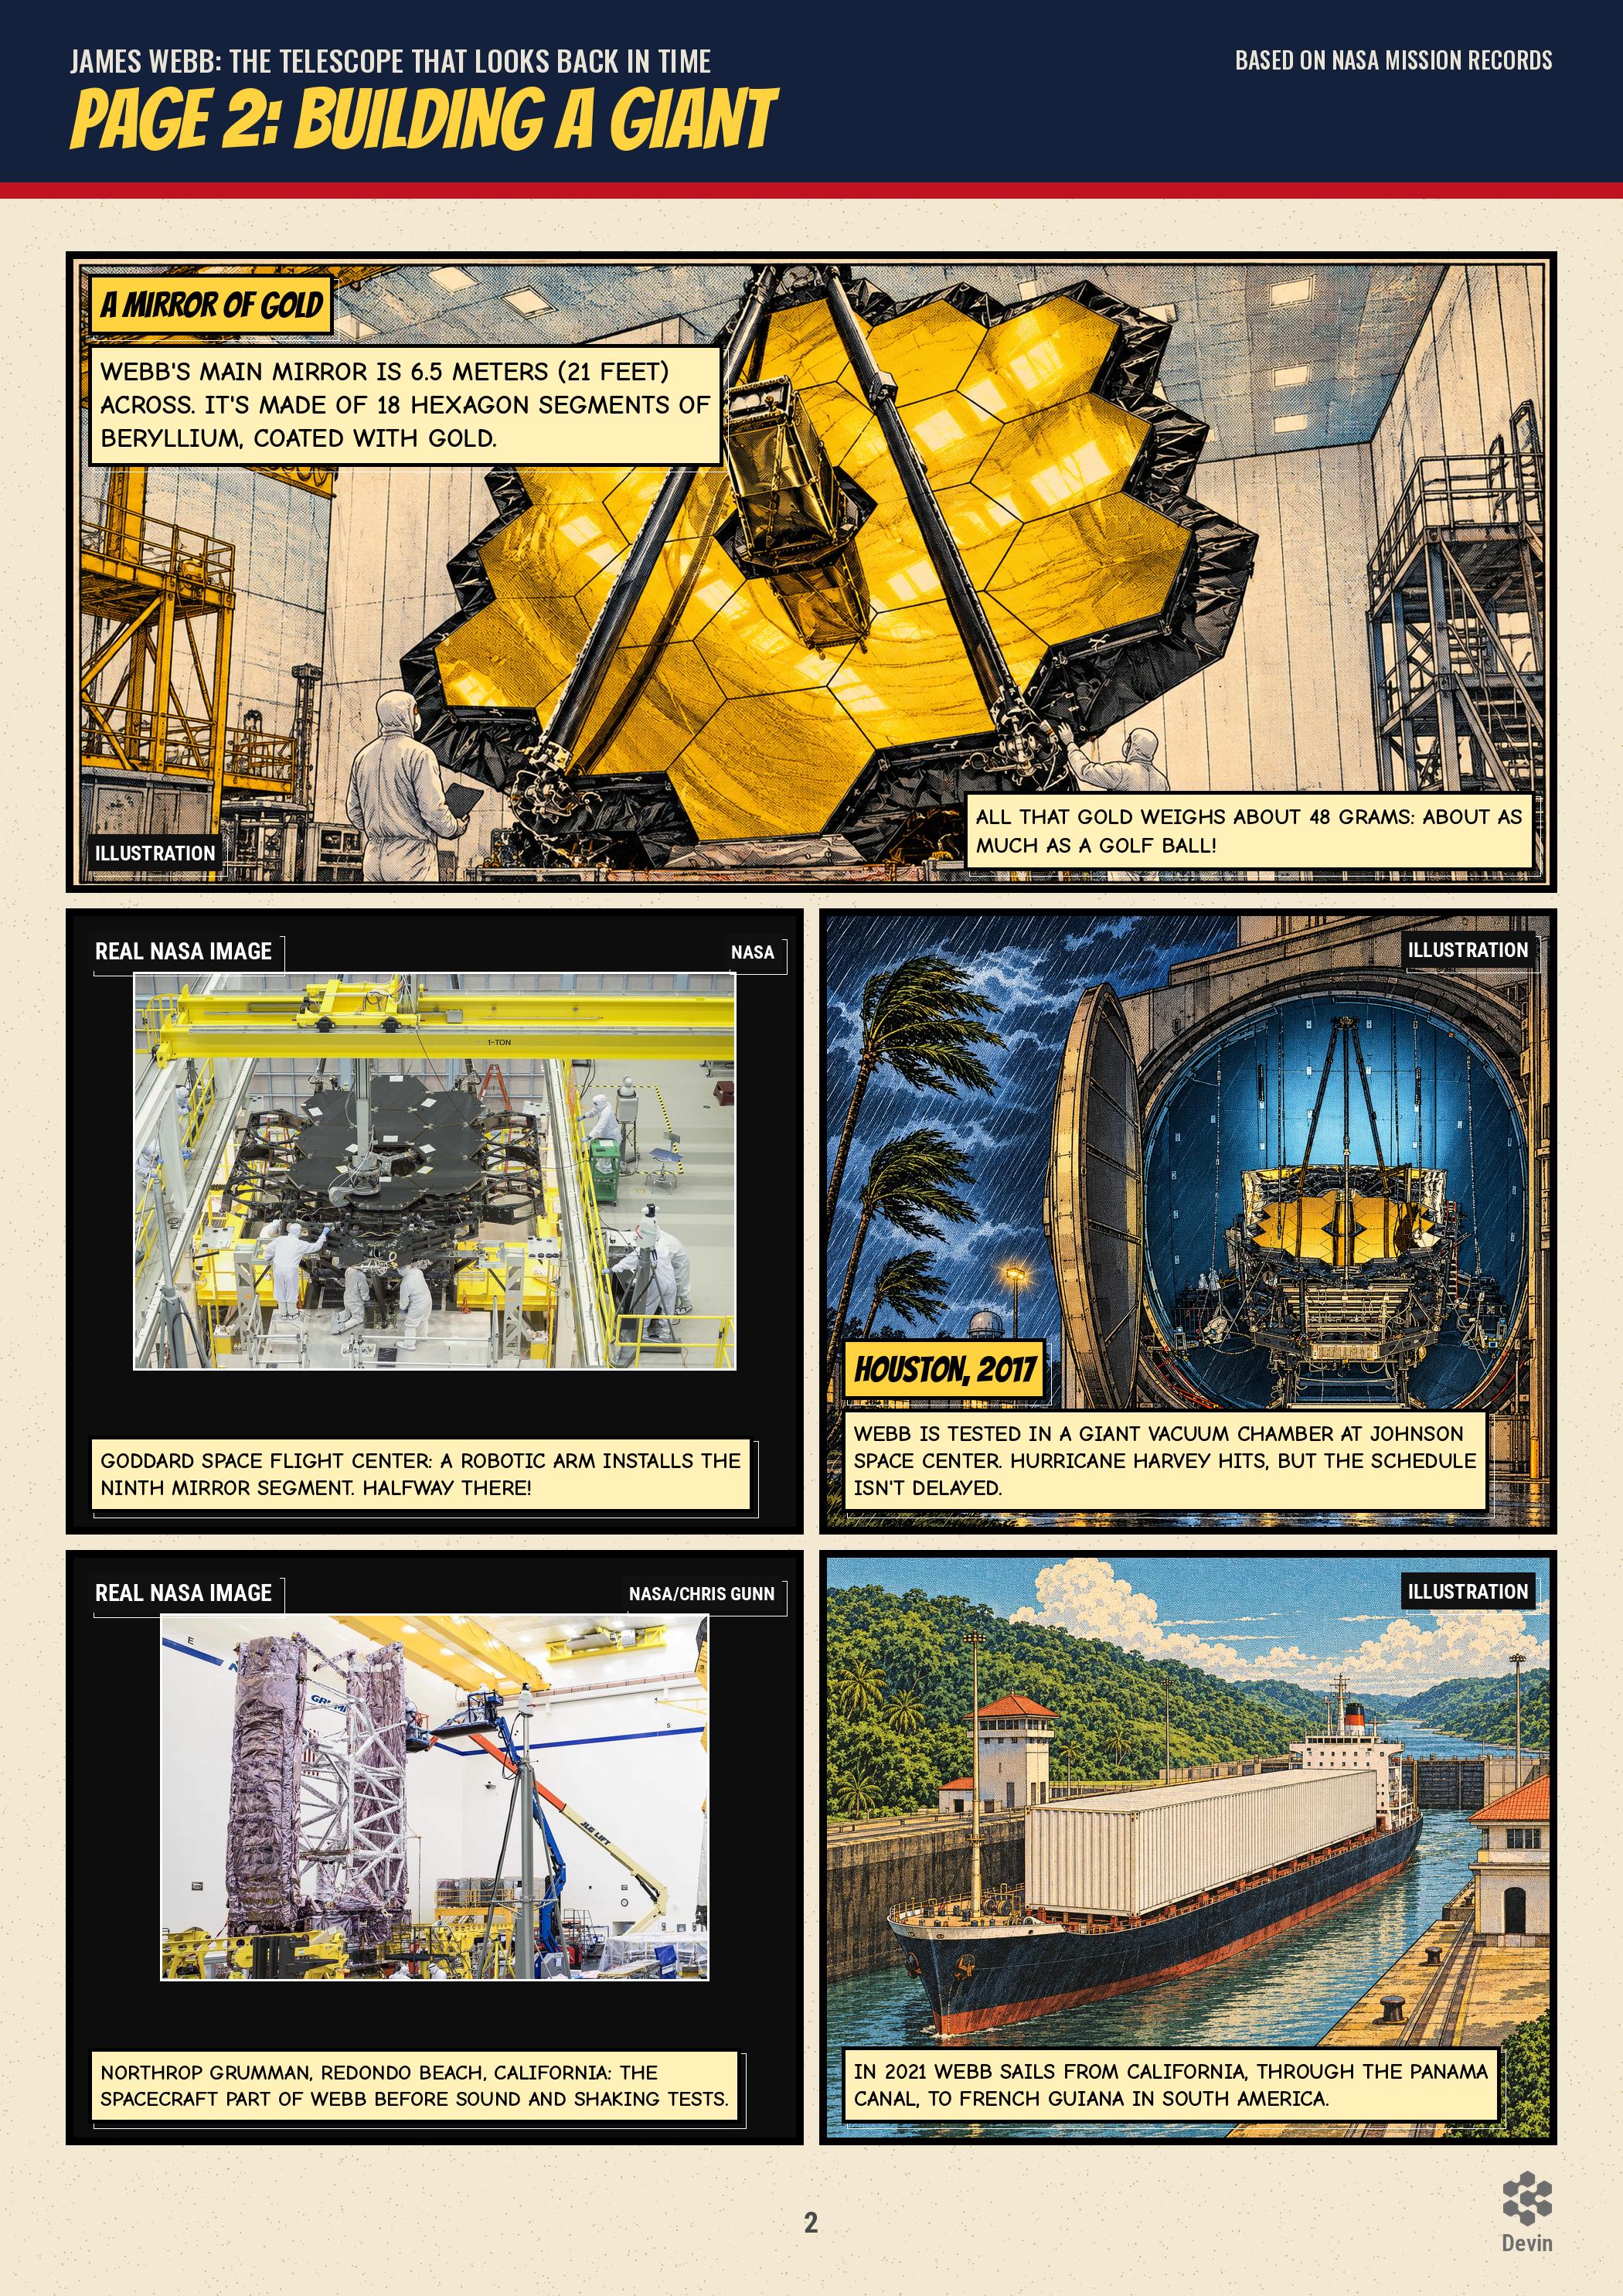 JAMES WEBB: THE TELESCOPE THAT LOOKS BACK IN TIME
BASED ON NASA MISSION RECORDS
PAGE 2: BUILDING A GIANT
A MIRROR OF GOLD
WEBB'S MAIN MIRROR IS 6.5 METERS (21 FEET)
ACROSS. IT'S MADE OF 18 HEXAGON SEGMENTS OF
BERYLLIUM, COATED WITH GOLD.
ALL THAT GOLD WEIGHS ABOUT 48 GRAMS: ABOUT AS
MUCH AS A GOLF BALL!
ILLUSTRATION
REAL NASA IMAGE
NASA
1-TON
GODDARD SPACE FLIGHT CENTER: A ROBOTIC ARM INSTALLS THE
NINTH MIRROR SEGMENT. HALFWAY THERE!
ILLUSTRATION
HOUSTON, 2017
WEBB IS TESTED IN A GIANT VACUUM CHAMBER AT JOHNSON
SPACE CENTER. HURRICANE HARVEY HITS, BUT THE SCHEDULE
ISN'T DELAYED.
REAL NASA IMAGE
NASA/CHRIS GUNN
E
S
JLG LIFT
NORTHROP GRUMMAN, REDONDO BEACH, CALIFORNIA: THE
SPACECRAFT PART OF WEBB BEFORE SOUND AND SHAKING TESTS.
ILLUSTRATION
IN 2021 WEBB SAILS FROM CALIFORNIA, THROUGH THE PANAMA
CANAL, TO FRENCH GUIANA IN SOUTH AMERICA.
2
Devin